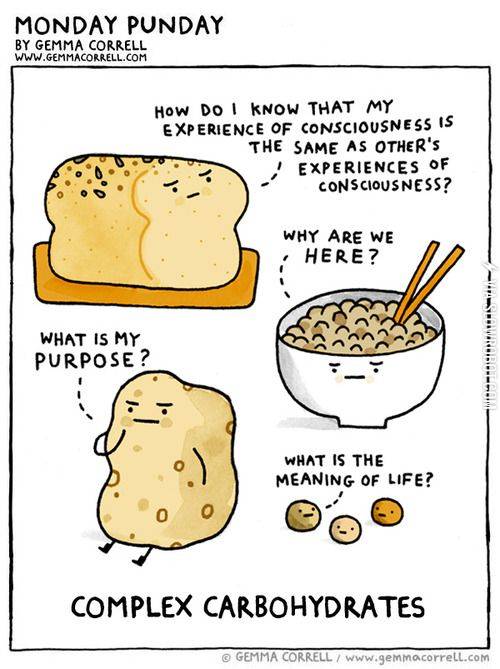 MONDAY PUNDAY
BY GEMMA CORRELL
WWW.GEMMACORRELL.COM
HOW DO I KNOW THAT MY
EXPERIENCE OF CONSCIOUSNESS IS
THE SAME AS OTHER'S
EXPERIENCES OF
CONSCIOUSNESS?
WHY ARE WE
HERE?
WHAT IS MY
PURPOSE?
WHAT IS THE
MEANING OF LIFE?
COMPLEX CARBOHYDRATES
© GEMMA CORRELL / www.gemmacorrell.com